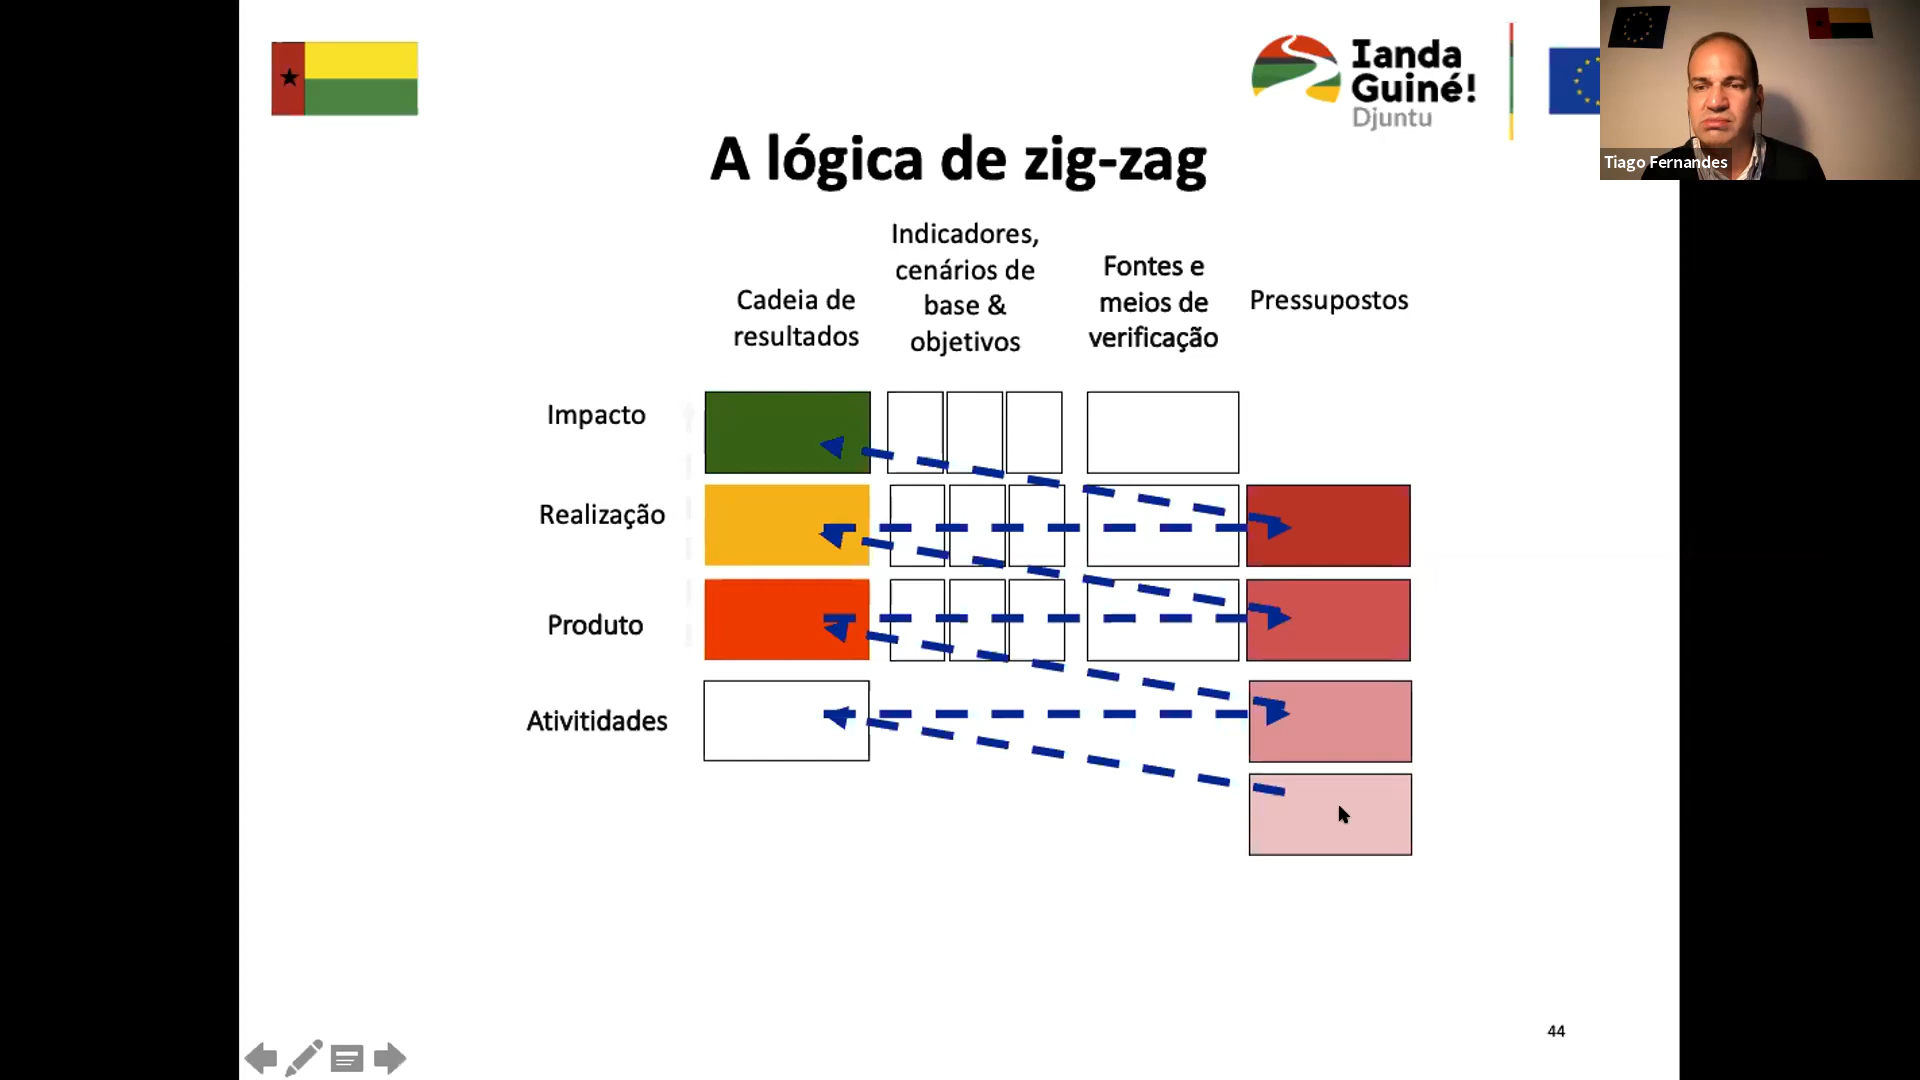 Ianda
Guiné!
Djuntu
Tiago Fernandes
A lógica de zig-zag
Cadeia de
resultados
Indicadores,
cenários de
base &
objetivos
Fontes e
meios de
verificação
Pressupostos
Impacto
Realização
Produto
Ativitidades
44